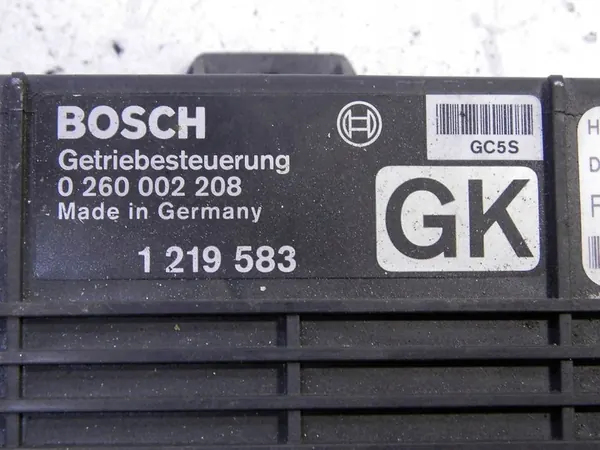 BOSCH
GC5S
Getriebesteuerung
0 260 002 208
Made in Germany
GK
1 219 583
H
D